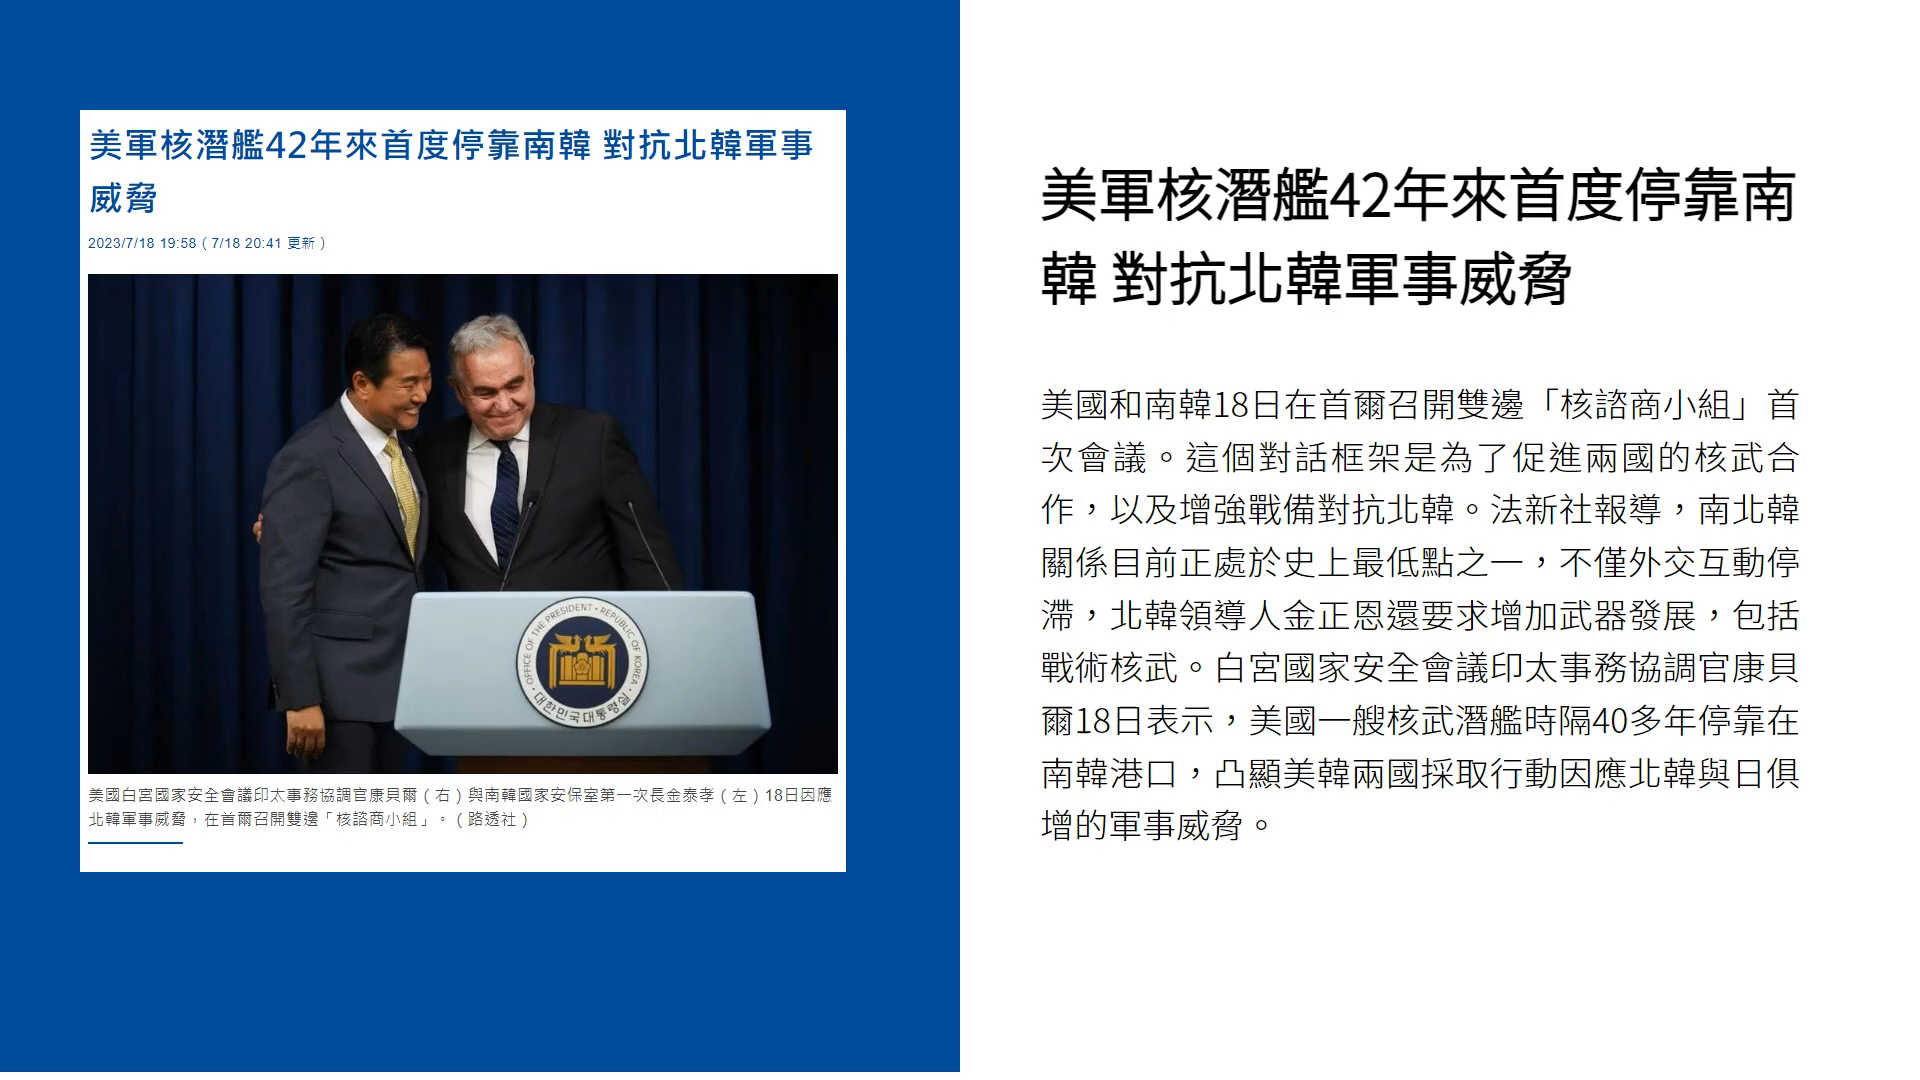 美軍核潛艦42年來首度停靠南韓 對抗北韓軍事
威脅
2023/7/18 19:58（7/18 20:41 更新）
OFFICE OF THE PRESIDENT • REPUBLIC OF KOREA
대한민국대통령실
美國白宮國家安全會議印太事務協調官康貝爾（右）與南韓國家安保室第一次長金泰孝（左）18日因應
北韓軍事威脅，在首爾召開雙邊「核諮商小組」。（路透社）
美軍核潛艦42年來首度停靠南
韓 對抗北韓軍事威脅
美國和南韓18日在首爾召開雙邊「核諮商小組」首
次會議。這個對話框架是為了促進兩國的核武合
作，以及增強戰備對抗北韓。法新社報導，南北韓
關係目前正處於史上最低點之一，不僅外交互動停
滯，北韓領導人金正恩還要求增加武器發展，包括
戰術核武。白宮國家安全會議印太事務協調官康貝
爾18日表示，美國一艘核武潛艦時隔40多年停靠在
南韓港口，凸顯美韓兩國採取行動因應北韓與日俱
增的軍事威脅。